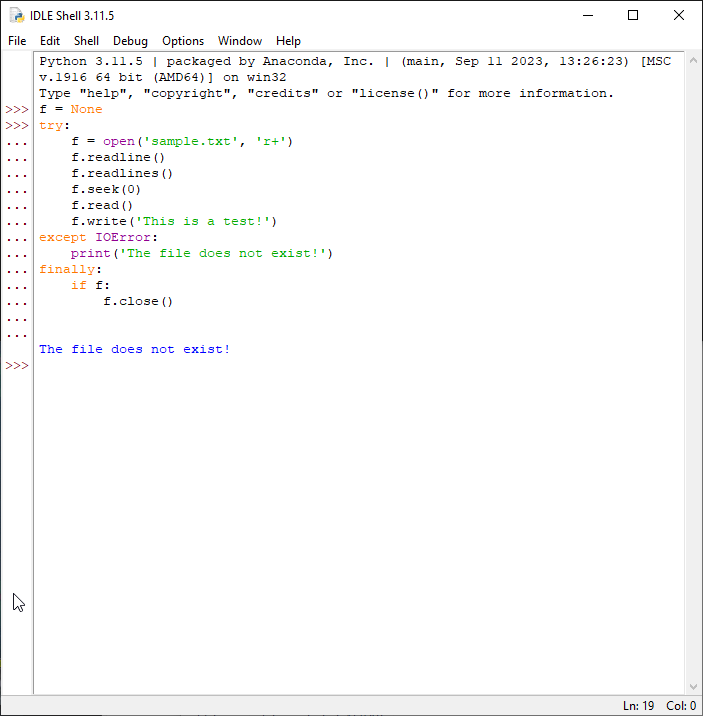 IDLE Shell 3.11.5
File Edit Shell Debug Options Window Help
Python 3.11.5 | packaged by Anaconda, Inc. | (main, Sep 11 2023, 13:26:23) [MSC
v.1916 64 bit (AMD64)] on win32
Type "help", "copyright", "credits" or "license()" for more information.
>>> f = None
>>> try:
...     f = open('sample.txt', 'r+')
...     f.readline()
...     f.readlines()
...     f.seek(0)
...     f.read()
...     f.write('This is a test!')
... except IOError:
...     print('The file does not exist!')
... finally:
...     if f:
...         f.close()
...
...
The file does not exist!
>>>
Ln: 19 Col: 0